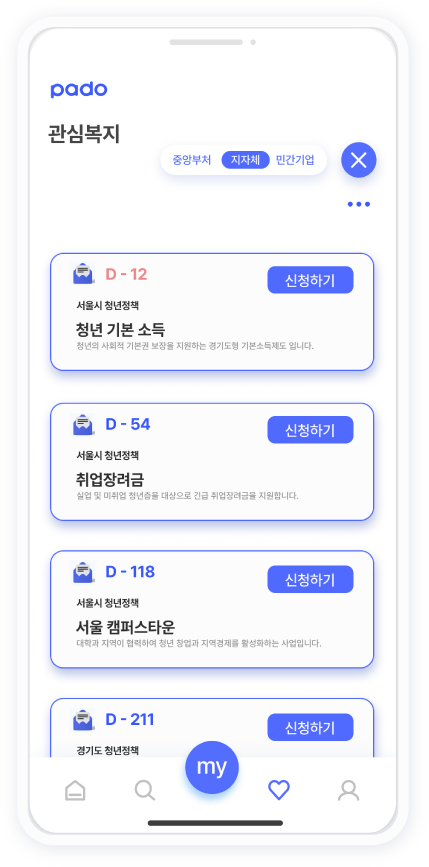 pado
관심복지
중앙부처 지자체 민간기업
D - 12
신청하기
서울시 청년정책
청년 기본 소득
청년의 사회적 기본권 보장을 지원하는 경기도형 기본소득제도 입니다.
D - 54
신청하기
서울시 청년정책
취업장려금
실업 및 미취업 청년층을 대상으로 긴급 취업장려금을 지원합니다.
D - 118
신청하기
서울시 청년정책
서울 캠퍼스타운
대학과 지역이 협력하여 청년 창업과 지역경제를 활성화하는 사업입니다.
D - 211
신청하기
경기도 청년정책
my